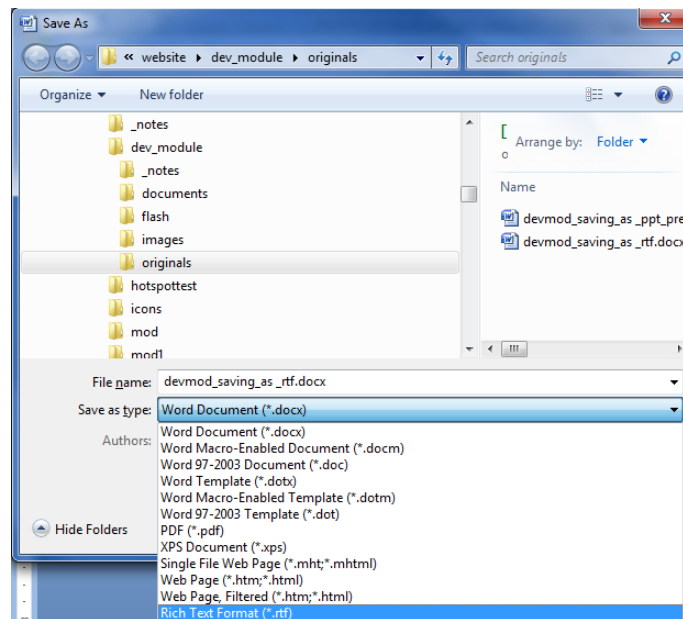 Save As
« website ▸ dev_module ▸ originals
Search originals
Organize
New folder
_notes
dev_module
_notes
documents
flash
images
originals
hotspottest
icons
mod
mod1
Arrange by: Folder
Name
devmod_saving_as _ppt_pre
devmod_saving_as _rtf.docx
File name: devmod_saving_as _rtf.docx
Save as type: Word Document (*.docx)
Authors:
Word Document (*.docx)
Word Macro-Enabled Document (*.docm)
Word 97-2003 Document (*.doc)
Word Template (*.dotx)
Word Macro-Enabled Template (*.dotm)
Word 97-2003 Template (*.dot)
PDF (*.pdf)
XPS Document (*.xps)
Single File Web Page (*.mht;*.mhtml)
Web Page (*.htm;*.html)
Web Page, Filtered (*.htm;*.html)
Rich Text Format (*.rtf)
Hide Folders